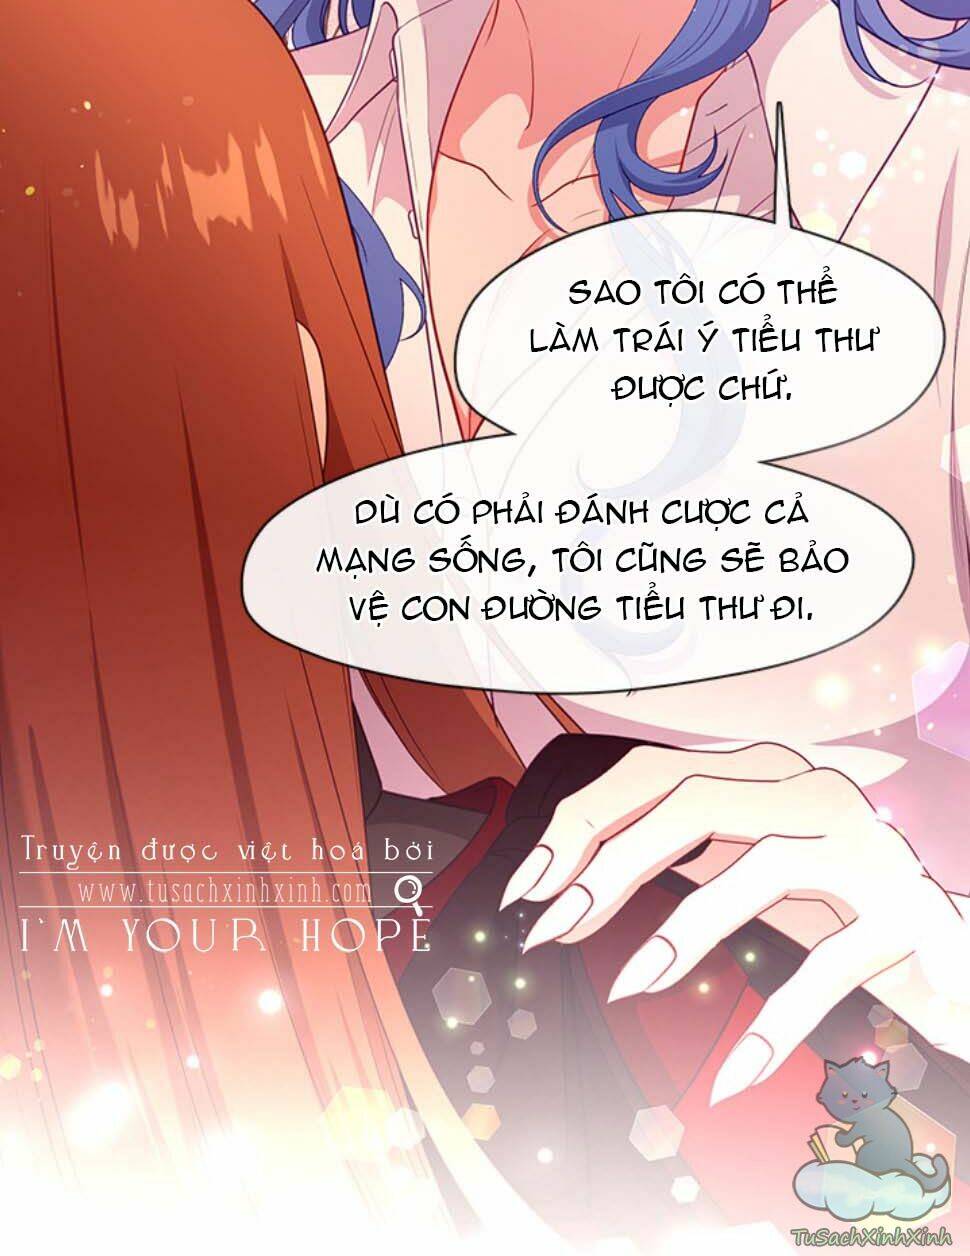 SAO TÔI CÓ THỂ
LÀM TRÁI Ý TIỂU THƯ
ĐƯỢC CHỨ.
DÙ CÓ PHẢI ĐÁNH CƯỢC CẢ
MẠNG SỐNG, TÔI CŨNG SẼ BẢO
VỆ CON ĐƯỜNG TIỂU THƯ ĐI.
Truyện được việt hoá bởi
www.tusachxinhxinh.com
I'M YOUR HOPE
TuSachXinhXinh